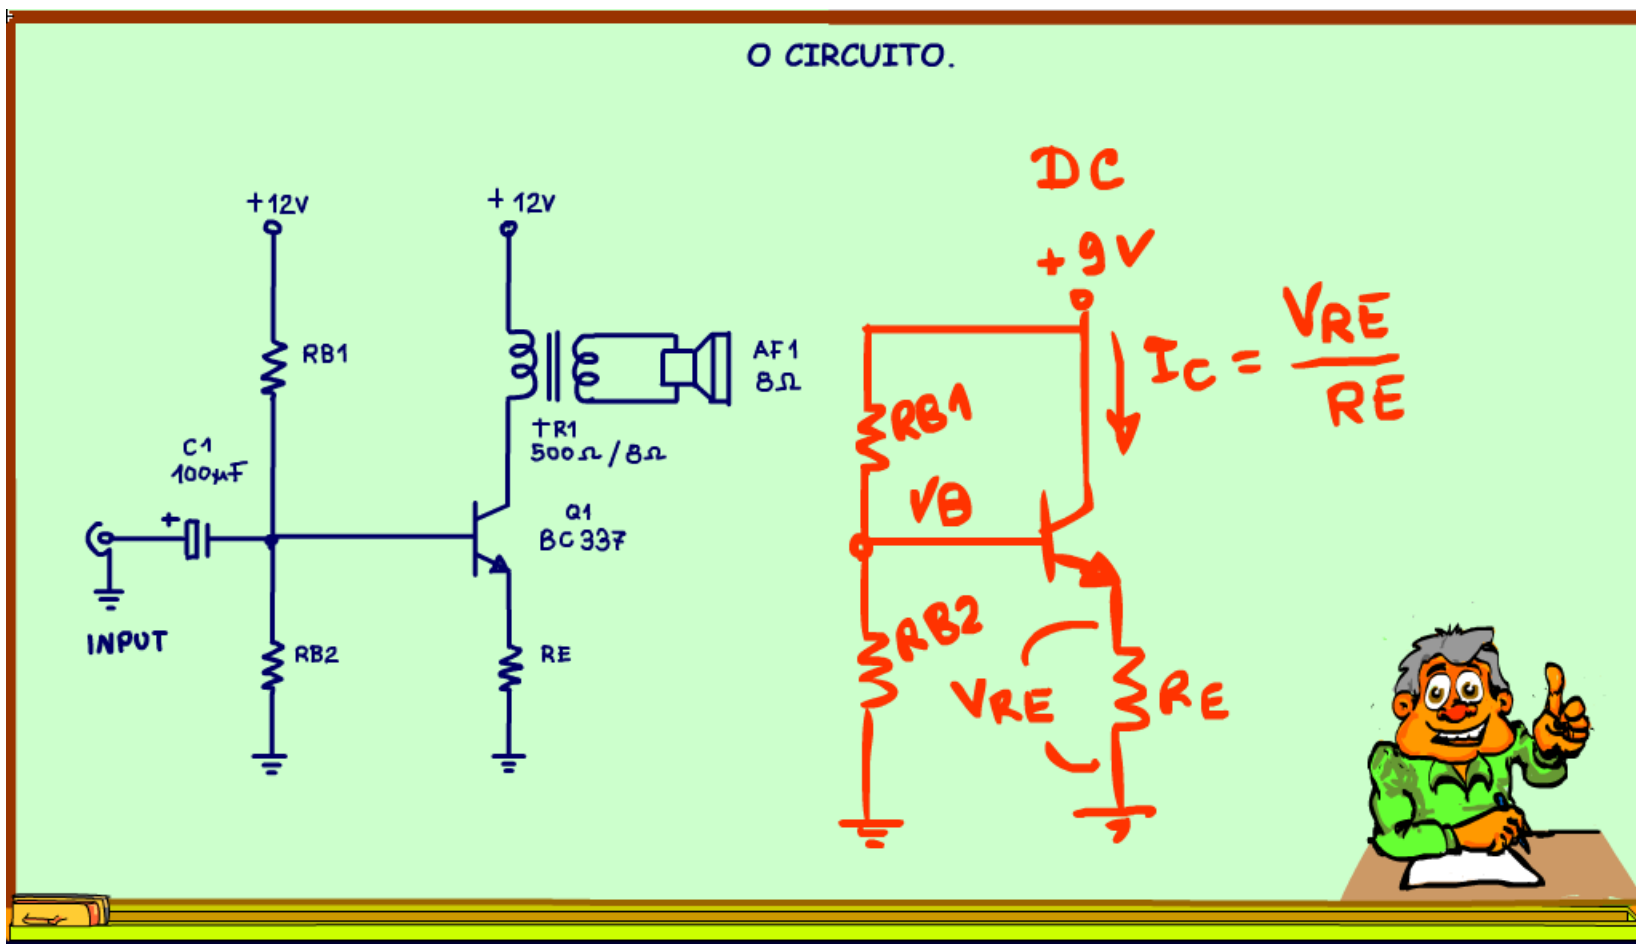 O CIRCUITO.
+12V
+12V
RB1
C1
100µF
+
INPUT
RB2
TR1
500Ω/8Ω
AF1
8Ω
Q1
BC337
RE
DC
+9V
IC = VRE
RE
RB1
VB
RB2
VRE
RE